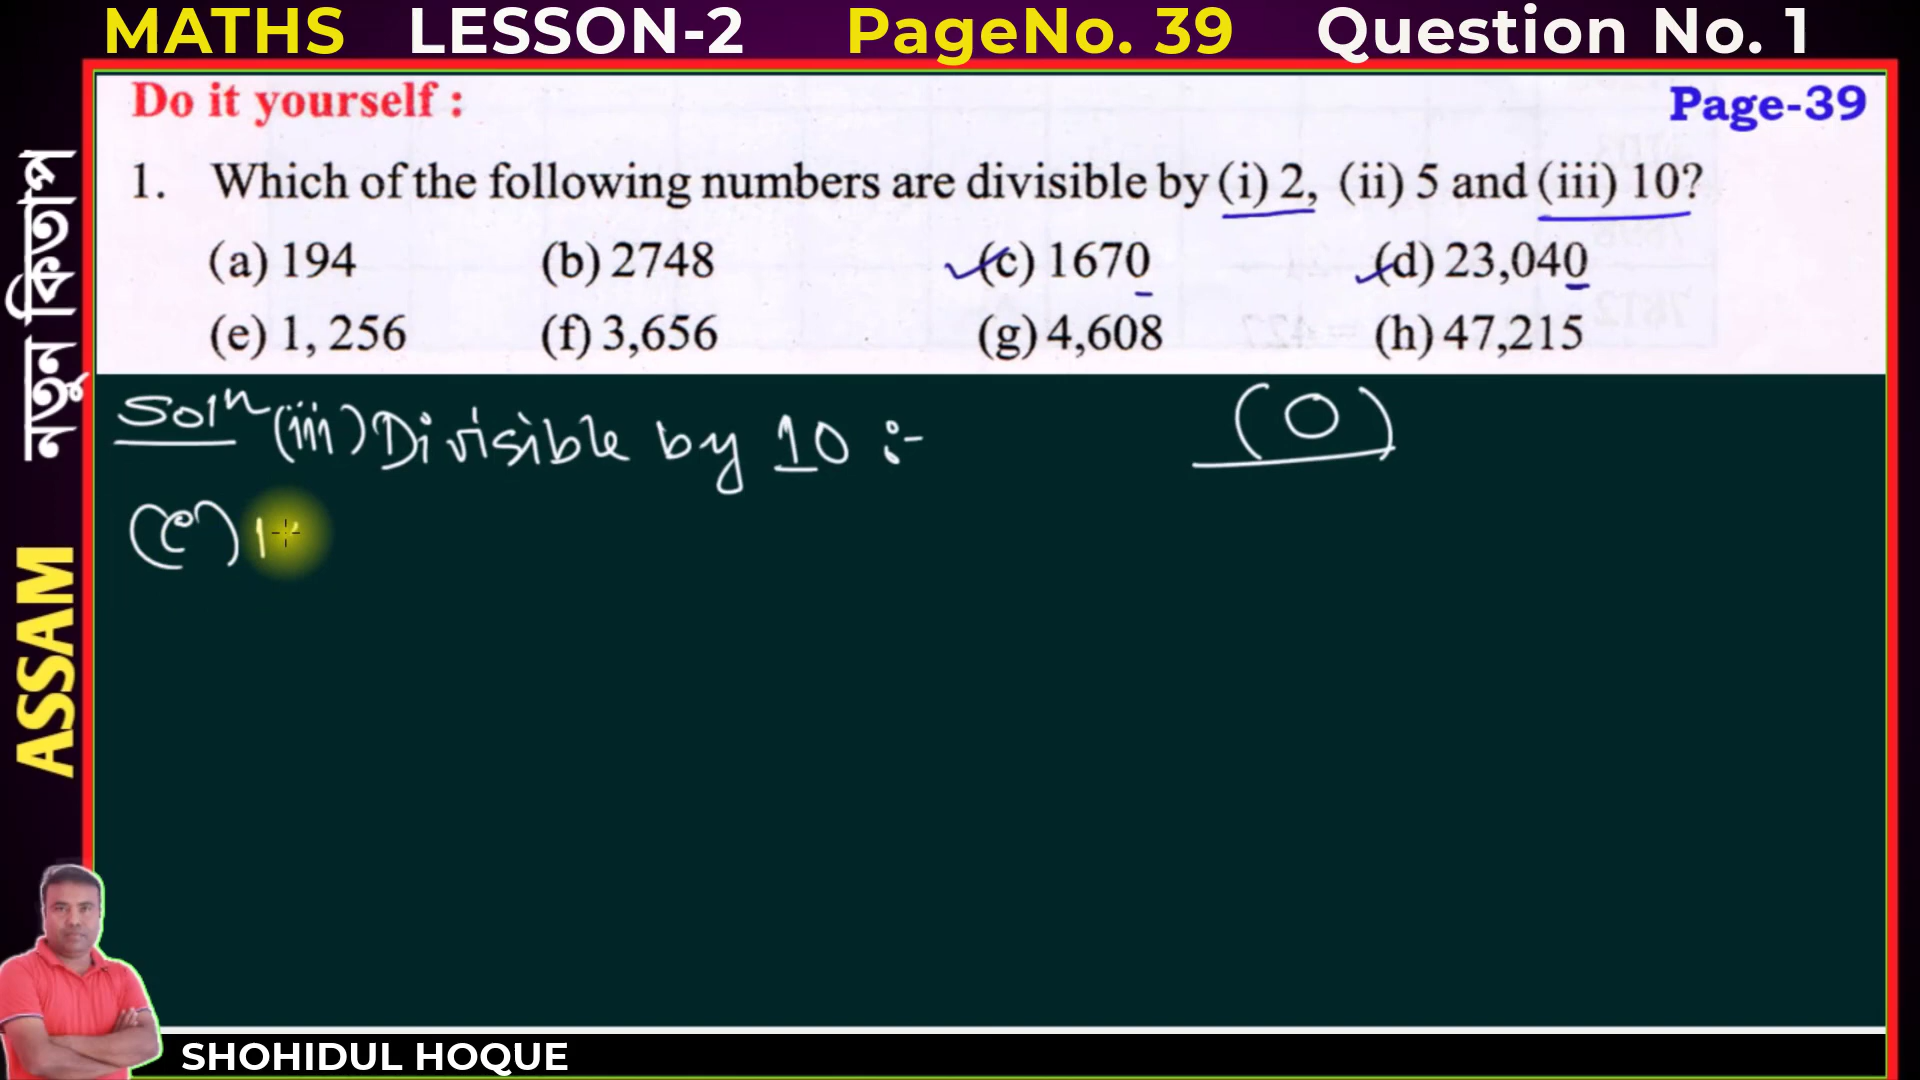 MATHS LESSON-2 PageNo. 39 Question No. 1
Do it yourself :
Page-39
1. Which of the following numbers are divisible by (i) 2, (ii) 5 and (iii) 10?
(a) 194 (b) 2748 (c) 1670 (d) 23,040
(e) 1, 256 (f) 3,656 (g) 4,608 (h) 47,215
Solⁿ (iii) Divisible by 10 :-
(0)
(c) 1
নতুন কিতাপ
ASSAM
SHOHIDUL HOQUE